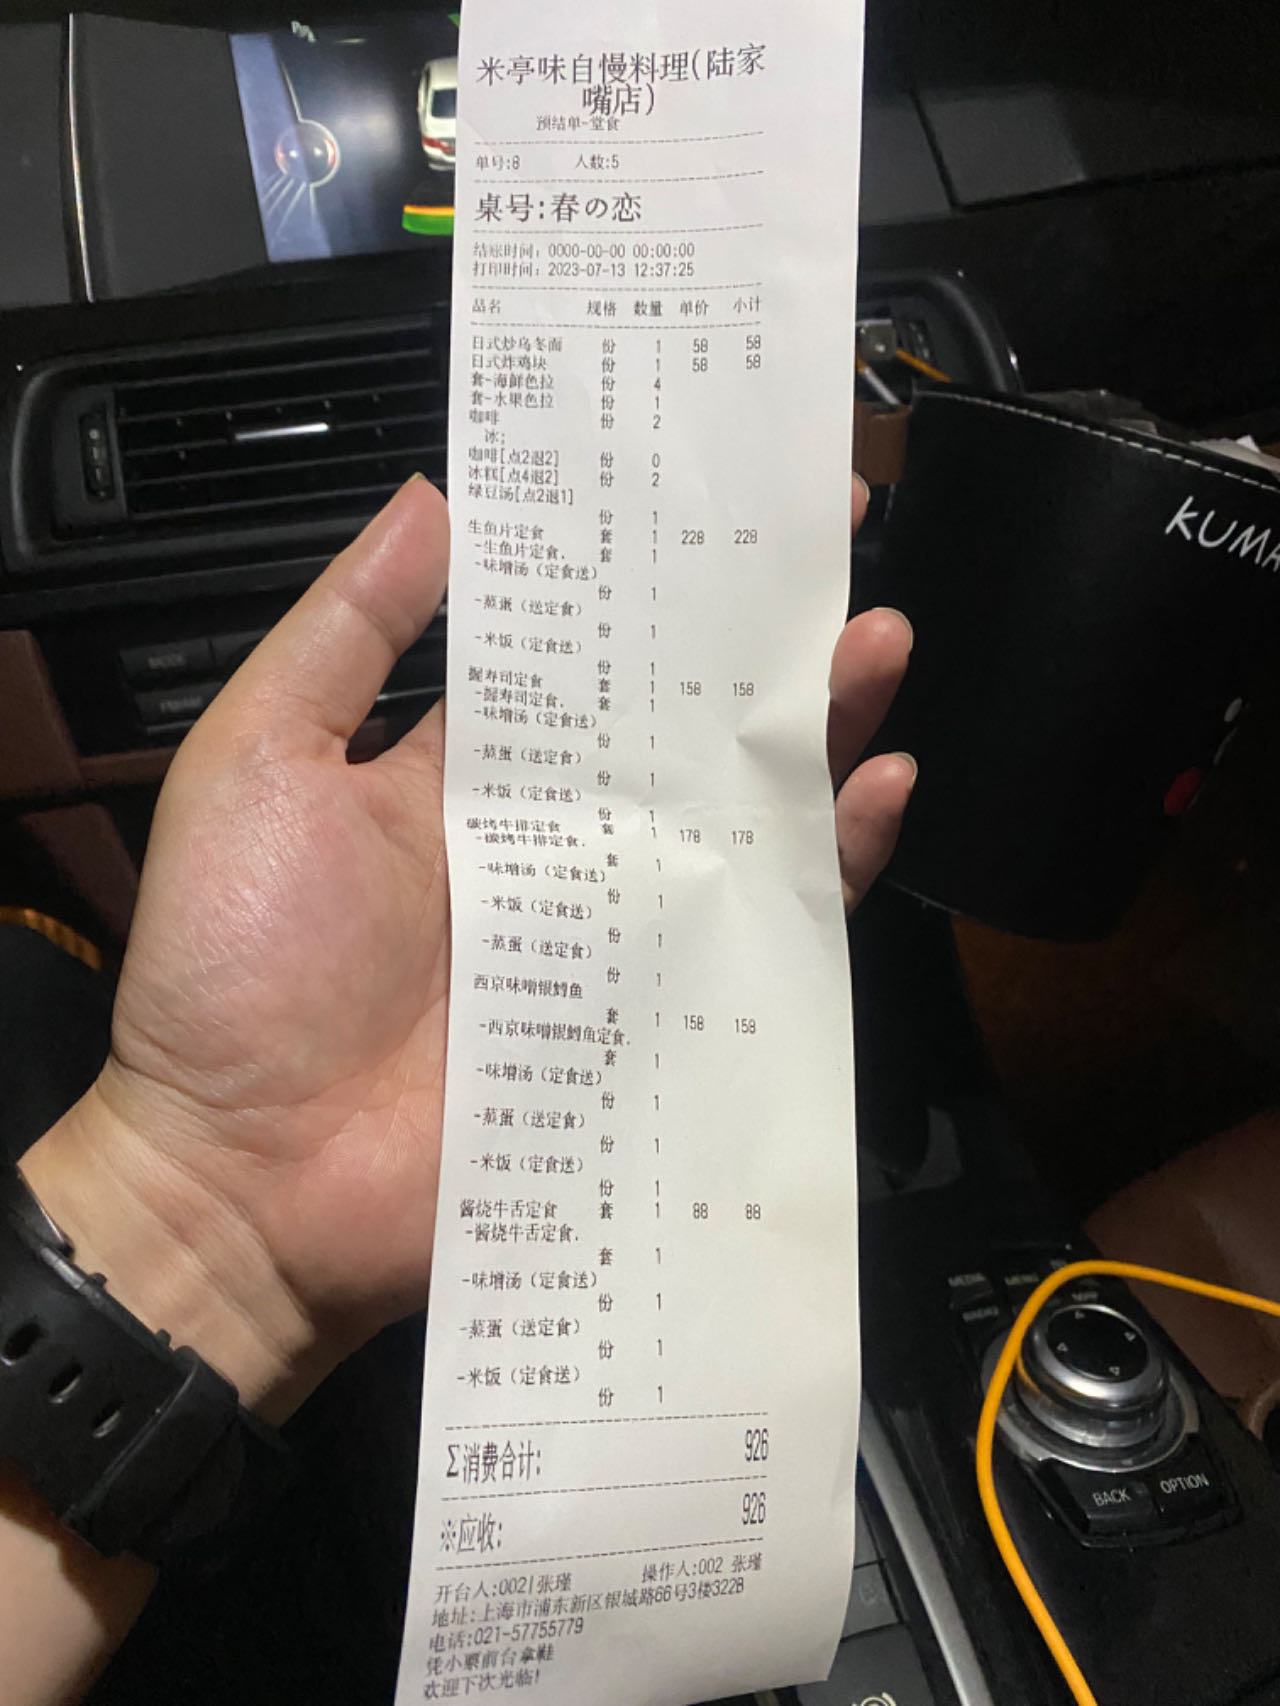 米亭味自慢料理(陆家
嘴店)
预结单-堂食
单号:8 人数:5
桌号:春の恋
结账时间: 0000-00-00 00:00:00
打印时间: 2023-07-13 12:37:25
品名 规格 数量 单价 小计
日式炒乌冬面 份 1 58 58
日式炸鸡块 份 1 58 58
套-海鲜色拉 份 4
套-水果色拉 份 1
咖啡 份 2
冰;
咖啡[点2退2] 份 0
冰糕[点4退2] 份 2
绿豆汤[点2退1]
份 1
生鱼片定食 套 1 228 228
-生鱼片定食. 套 1
-味增汤(定食送)
份 1
-蒸蛋(送定食)
份 1
-米饭(定食送)
份 1
握寿司定食 套 1 158 158
-握寿司定食. 套 1
-味增汤(定食送)
份 1
-蒸蛋(送定食)
份 1
-米饭(定食送)
份 1
碳烤牛排定食 套 1 178 178
-碳烤牛排定食.
套 1
-味增汤(定食送)
份 1
-米饭(定食送)
份 1
-蒸蛋(送定食)
份 1
西京味噌银鳕鱼
套 1 158 158
-西京味噌银鳕鱼定食.
套 1
-味增汤(定食送)
份 1
-蒸蛋(送定食)
份 1
-米饭(定食送)
份 1
酱烧牛舌定食 套 1 88 88
-酱烧牛舌定食.
套 1
-味增汤(定食送)
份 1
-蒸蛋(送定食)
份 1
-米饭(定食送)
份 1
Σ消费合计: 926
※应收: 926
开台人:002|张瑾 操作人:002 张瑾
地址:上海市浦东新区银城路66号3楼322B
电话:021-57755779
凭小票前台拿鞋
欢迎下次光临!
KUMA
MEDIA
MENU
RADIO
BACK
OPTION